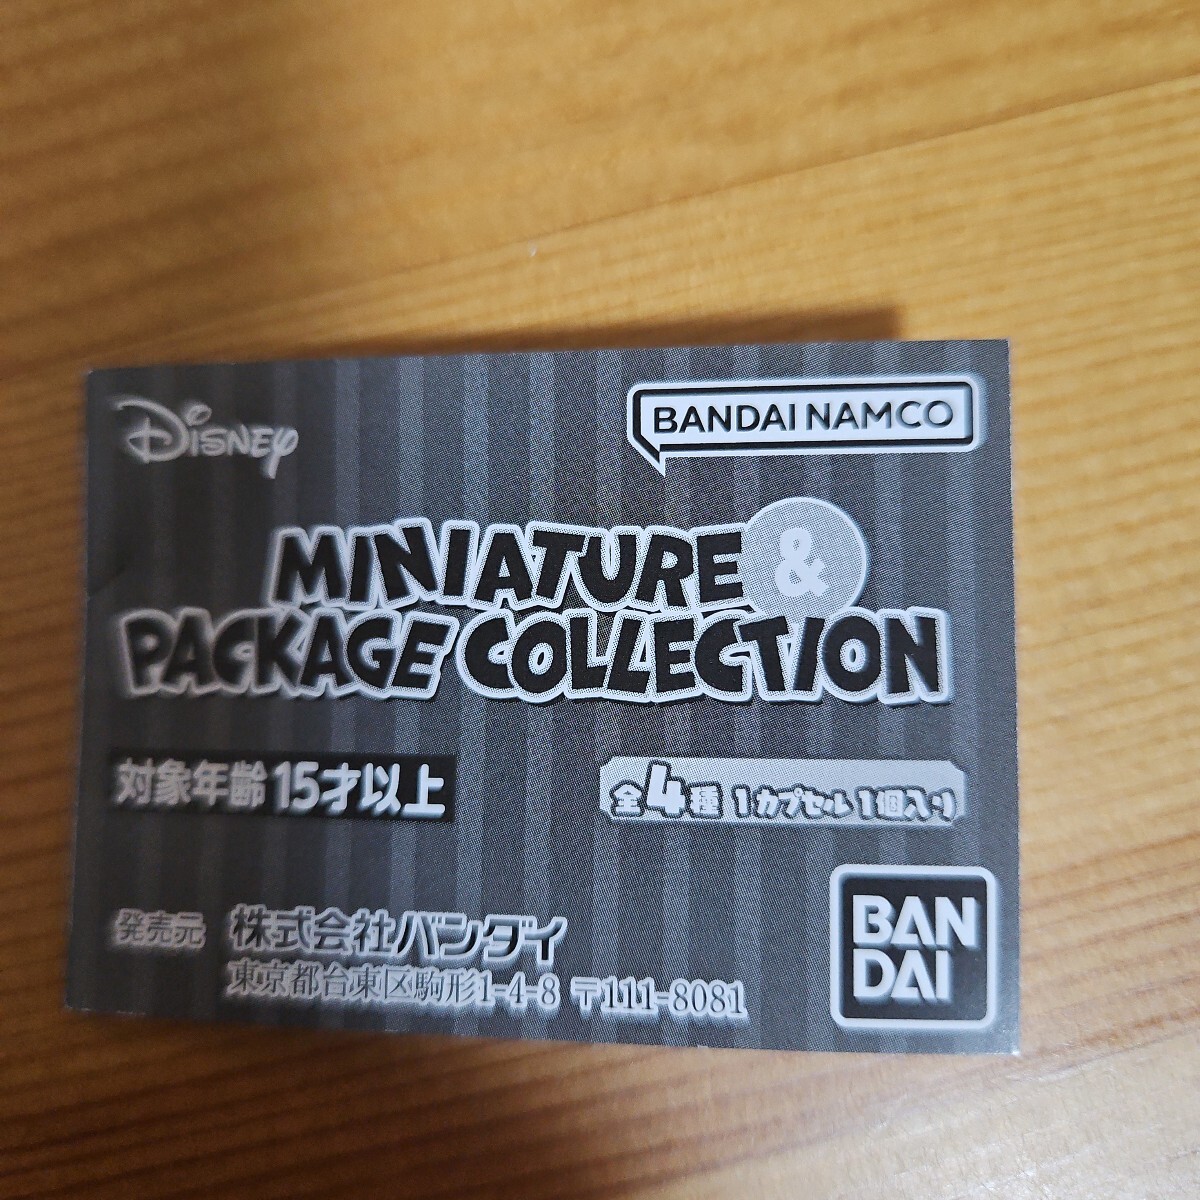 Disney
BANDAI NAMCO
MINIATURE &
PACKAGE COLLECTION
対象年齢 15才以上
全4種 1カプセル1個入り
発売元 株式会社バンダイ
東京都台東区駒形1-4-8 〒111-8081
BAN
DAI